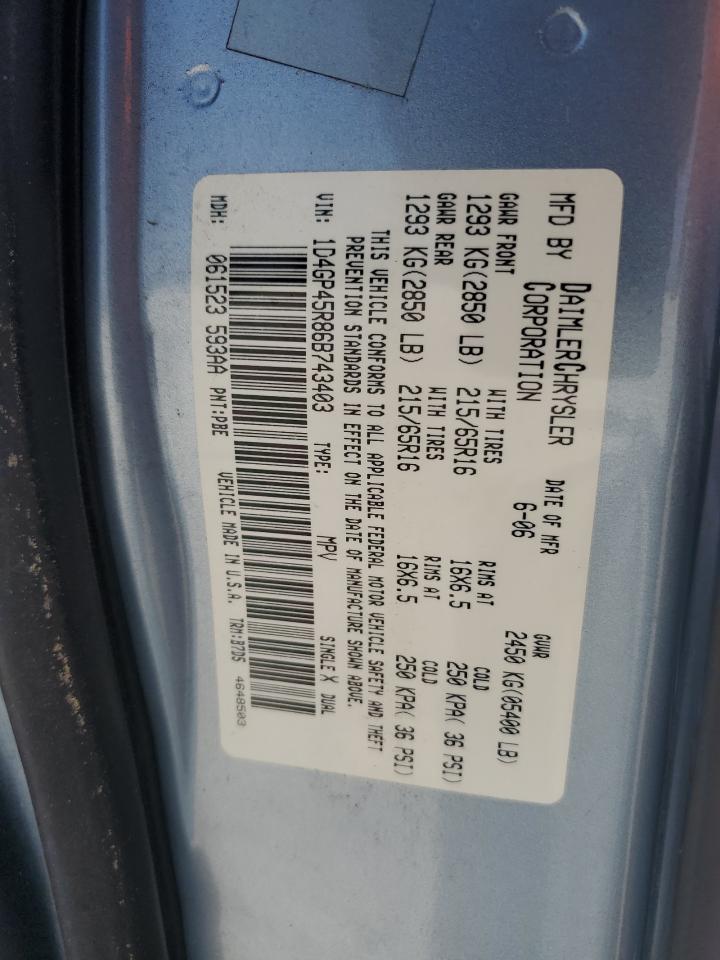 MFD BY DAIMLERCHRYSLER CORPORATION DATE OF MFR 6-06 GVWR 2450 KG(05400 LB)
GAWR FRONT WITH TIRES RIMS AT COLD
1293 KG(2850 LB) 215/65R16 16X6.5 250 KPA( 36 PSI)
GAWR REAR WITH TIRES RIMS AT COLD
1293 KG(2850 LB) 215/65R16 16X6.5 250 KPA( 36 PSI)
THIS VEHICLE CONFORMS TO ALL APPLICABLE FEDERAL MOTOR VEHICLE SAFETY AND THEFT
PREVENTION STANDARDS IN EFFECT ON THE DATE OF MANUFACTURE SHOWN ABOVE.
VIN: 1D4GP45R86B743403 TYPE: MPV SINGLE X DUAL
MDH: 061523 593AA PNT:PBE VEHICLE MADE IN U.S.A. TRM:B7D5 4648503